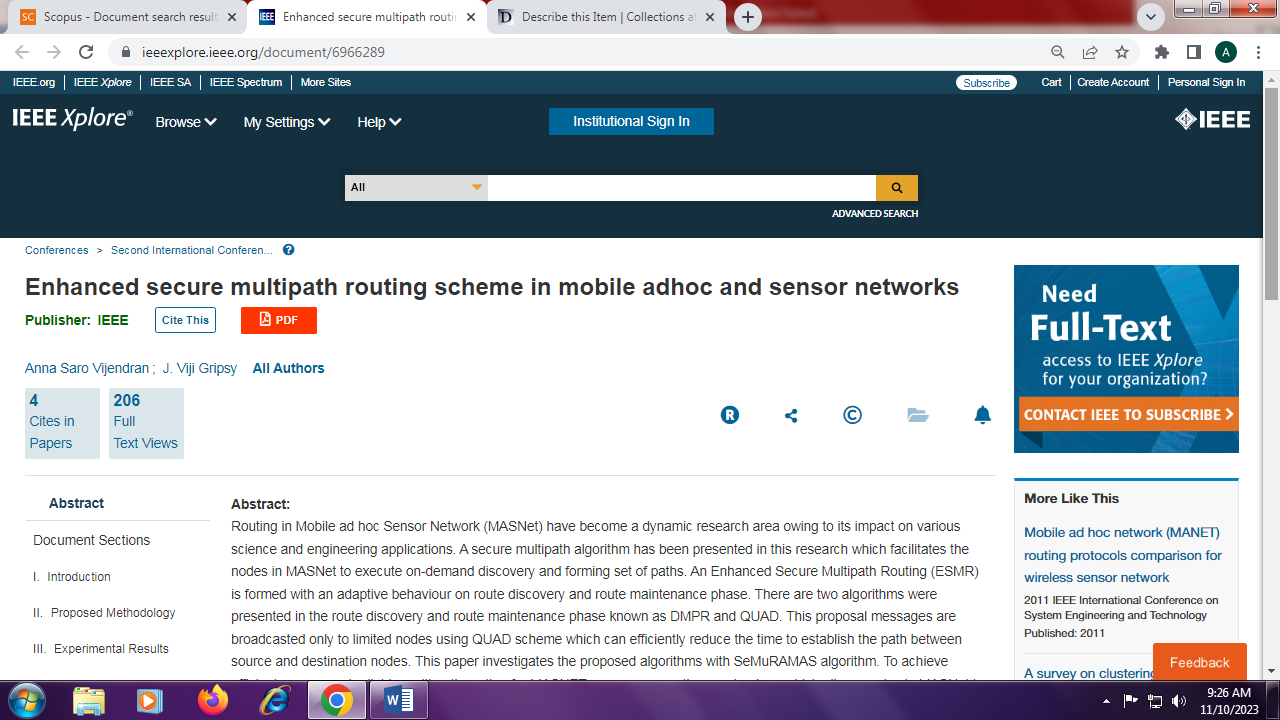 Scopus - Document search result
Enhanced secure multipath routi
Describe this Item | Collections a
ieeexplore.ieee.org/document/6966289
A
IEEE.org
IEEE Xplore
IEEE SA
IEEE Spectrum
More Sites
Subscribe
Cart
Create Account
Personal Sign In
IEEE Xplore®
Browse
My Settings
Help
Institutional Sign In
IEEE
All
ADVANCED SEARCH
Conferences > Second International Conferen...
Enhanced secure multipath routing scheme in mobile adhoc and sensor networks
Publisher: IEEE
Cite This
PDF
Anna Saro Vijendran ; J. Viji Gripsy
All Authors
4
Cites in
Papers
206
Full
Text Views
R
©
Need
Full-Text
access to IEEE Xplore
for your organization?
CONTACT IEEE TO SUBSCRIBE >
Abstract
Document Sections
I. Introduction
II. Proposed Methodology
III. Experimental Results
Abstract:
Routing in Mobile ad hoc Sensor Network (MASNet) have become a dynamic research area owing to its impact on various
science and engineering applications. A secure multipath algorithm has been presented in this research which facilitates the
nodes in MASNet to execute on-demand discovery and forming set of paths. An Enhanced Secure Multipath Routing (ESMR)
is formed with an adaptive behaviour on route discovery and route maintenance phase. There are two algorithms were
presented in the route discovery and route maintenance phase known as DMPR and QUAD. This proposal messages are
broadcasted only to limited nodes using QUAD scheme which can efficiently reduce the time to establish the path between
source and destination nodes. This paper investigates the proposed algorithms with SeMuRAMAS algorithm. To achieve
More Like This
Mobile ad hoc network (MANET)
routing protocols comparison for
wireless sensor network
2011 IEEE International Conference on
System Engineering and Technology
Published: 2011
A survey on clustering
Feedback
9:26 AM
11/10/2023